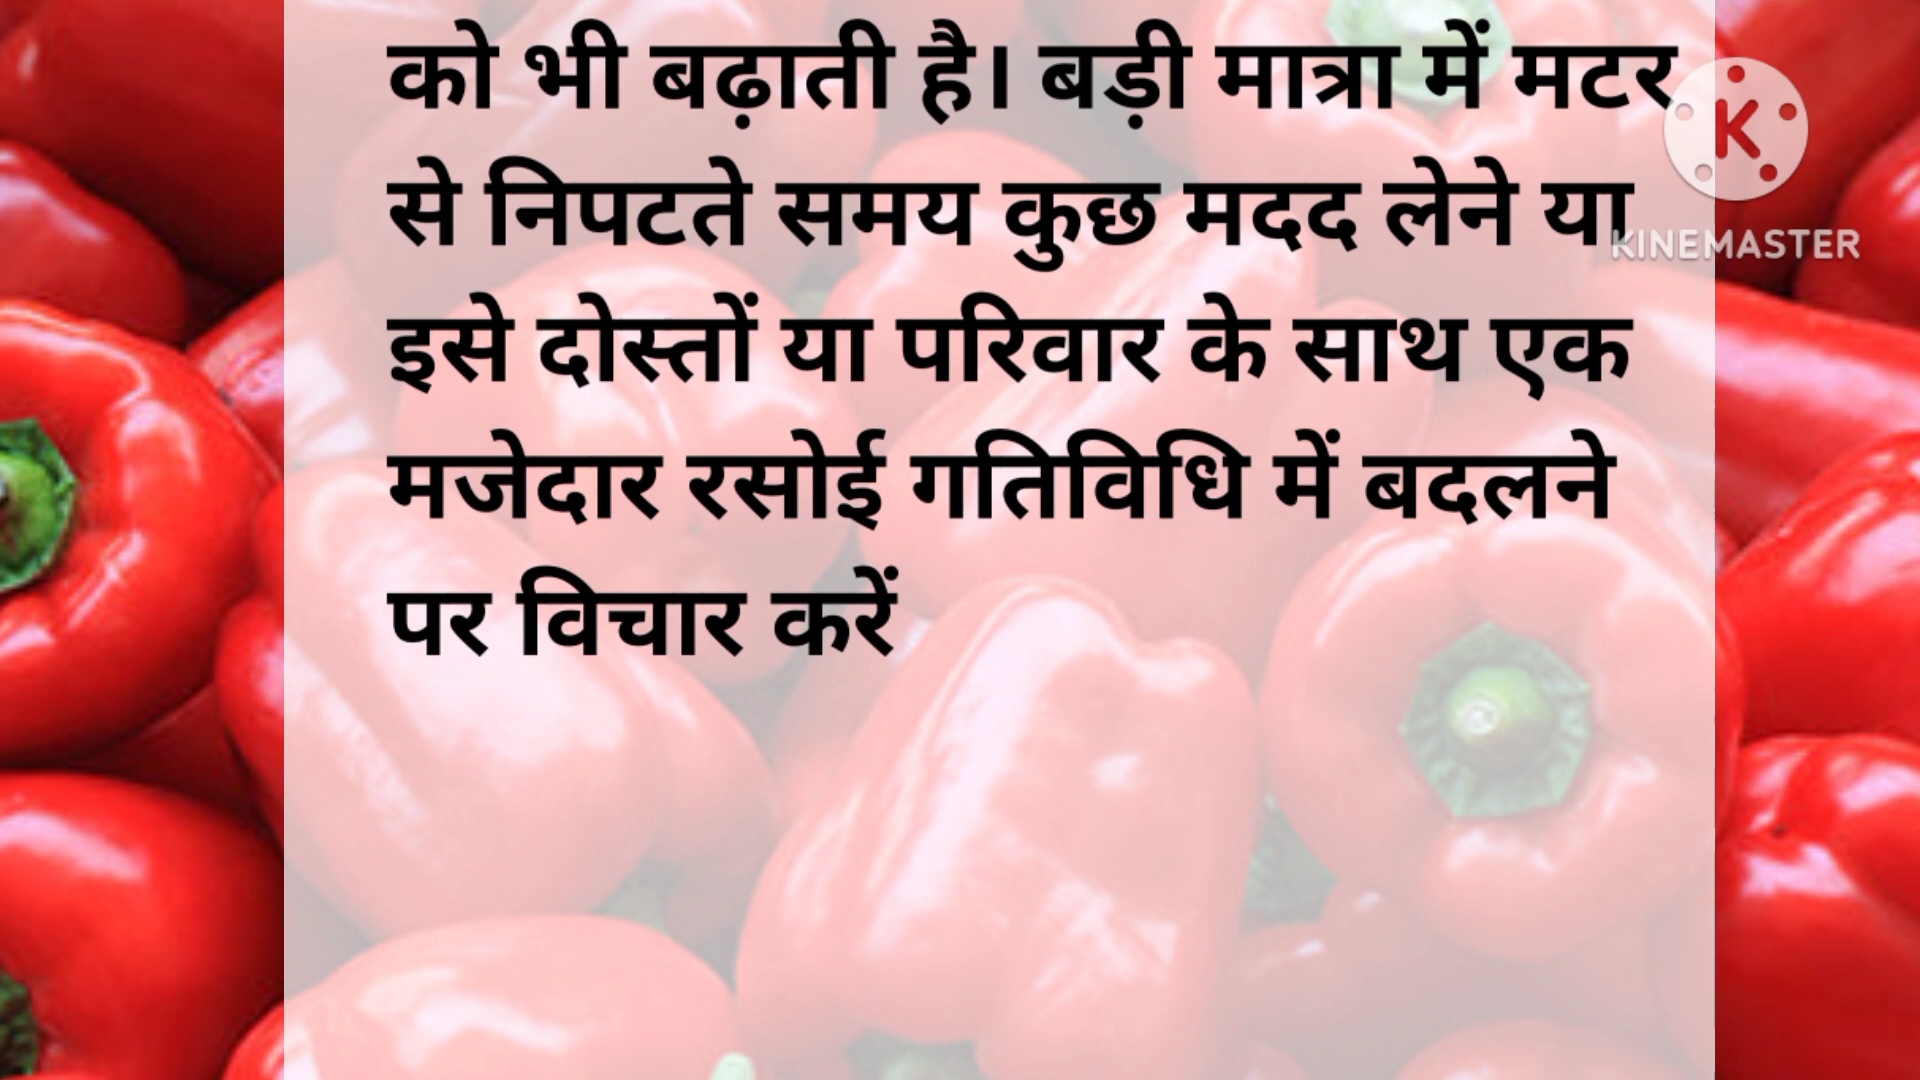 को भी बढ़ाती है। बड़ी मात्रा में मटर
से निपटते समय कुछ मदद लेने या
इसे दोस्तों या परिवार के साथ एक
मजेदार रसोई गतिविधि में बदलने
पर विचार करें
K
KINEMASTER